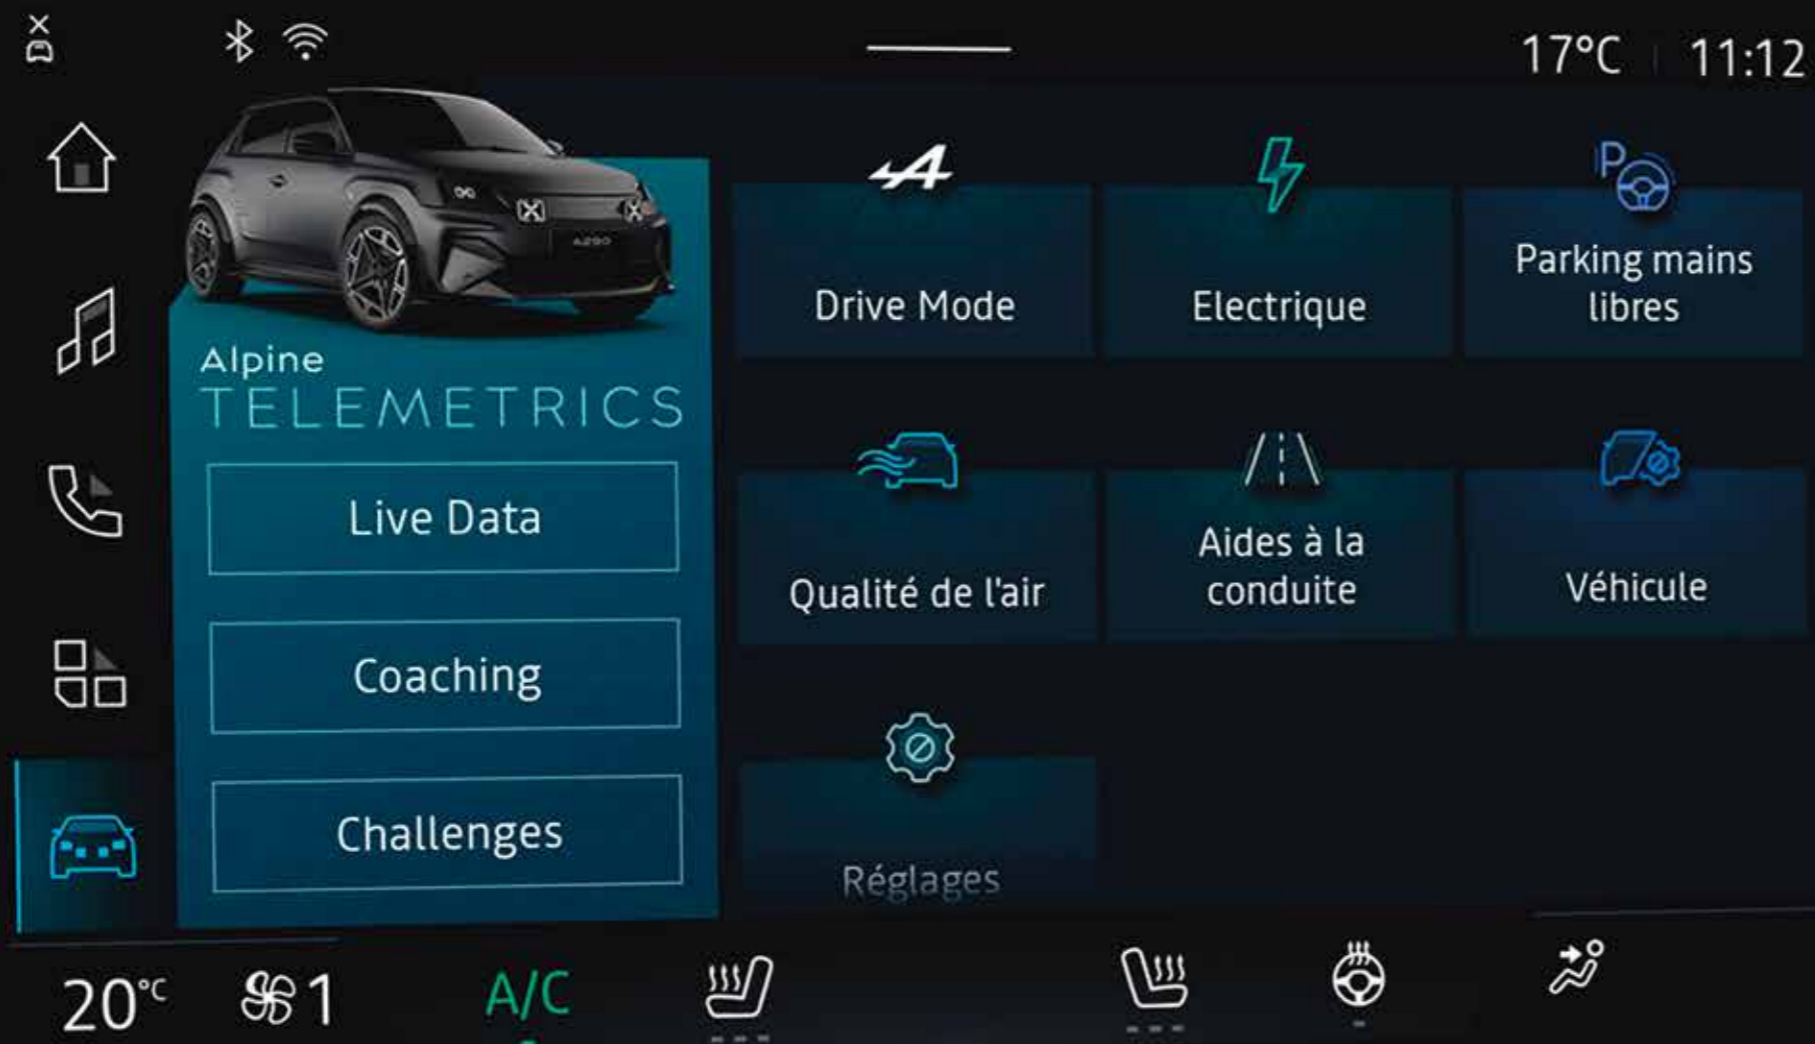 17°C 11:12
A290
Alpine
TELEMETRICS
Live Data
Coaching
Challenges
Drive Mode
Electrique
P
Parking mains
libres
Qualité de l'air
Aides à la
conduite
Véhicule
Réglages
20°C 1 A/C